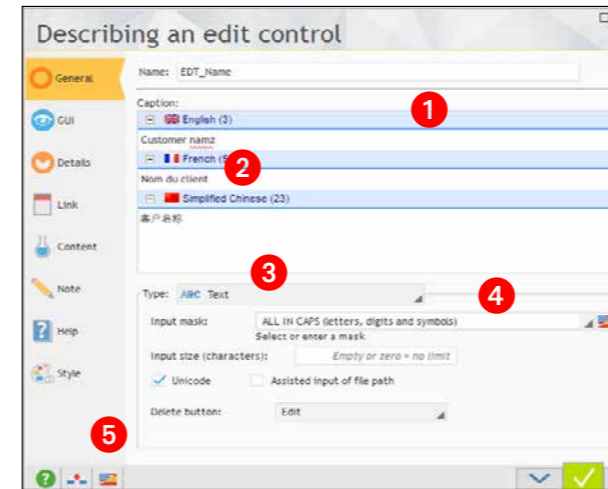 Describing an edit control
General
GUI
Details
Link
Content
Note
Help
Style
Name: EDT_Name
Caption:
English (3)
1
Customer namz
French (5
2
Nom du client
Simplified Chinese (23)
客户名称
3
Type: ABC Text
4
Input mask: ALL IN CAPS (letters, digits and symbols)
Select or enter a mask
Input size (characters): Empty or zero = no limit
Unicode Assisted input of file path
Delete button: Edit
5
?